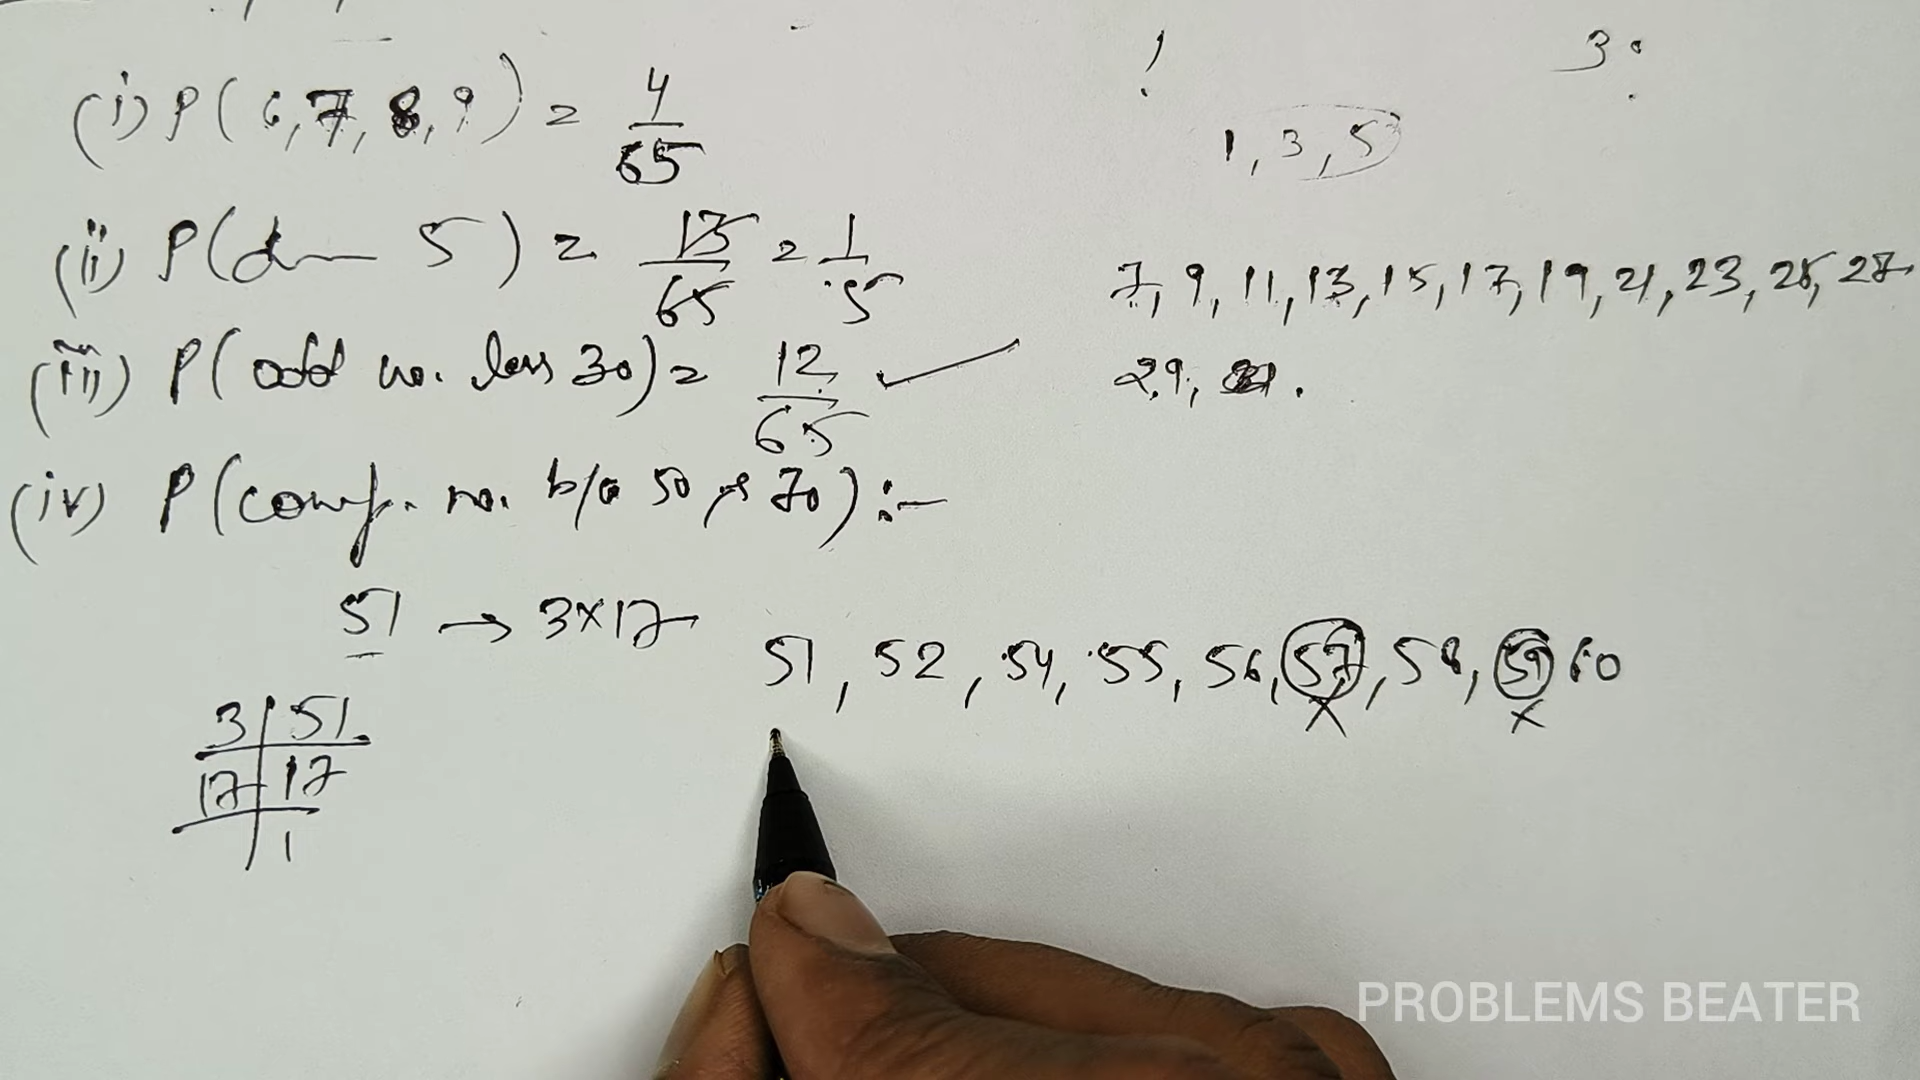 (i) P(6,7,8,9) = 4/65
1, 3, 5
(ii) P(d 5) = 13/65 = 1/5
7, 9, 11, 13, 15, 17, 19, 21, 23, 25, 27
(iii) P(odd no. less 30) = 12/65 ✓
29,
(iv) P(comp. no. b/w 50 & 70) :-
51 → 3×17
51, 52, 54, 55, 56, 57, 58, 59 60
× ×
3 | 51
17 | 17
1
PROBLEMS BEATER